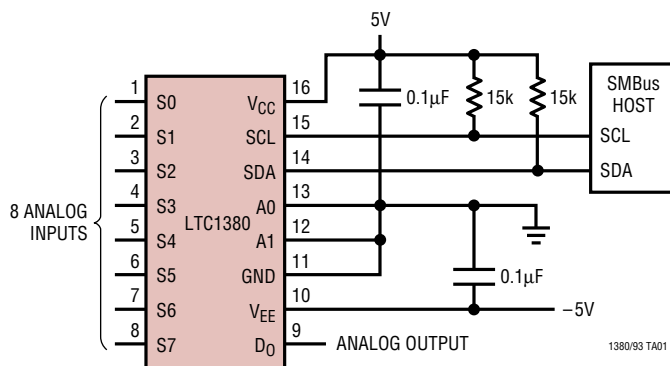 5V
1 S0
2 S1
3 S2
4 S3
5 S4
6 S5
7 S6
8 S7
8 ANALOG
INPUTS
LTC1380
16 VCC
15 SCL
14 SDA
13 A0
12 A1
11 GND
10 VEE
9 DO
0.1µF
15k
15k
SMBus
HOST
SCL
SDA
0.1µF
–5V
ANALOG OUTPUT
1380/93 TA01